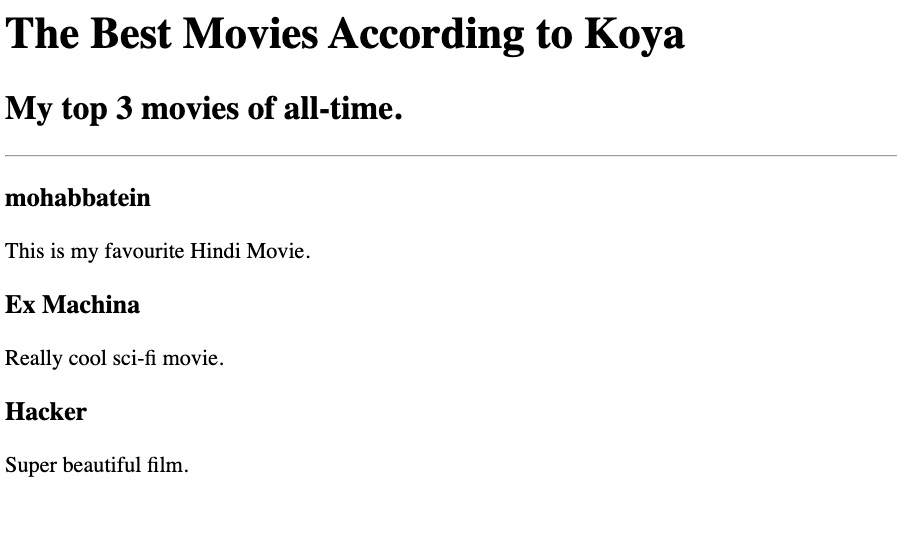 The Best Movies According to Koya
My top 3 movies of all-time.
mohabbatein
This is my favourite Hindi Movie.
Ex Machina
Really cool sci-fi movie.
Hacker
Super beautiful film.